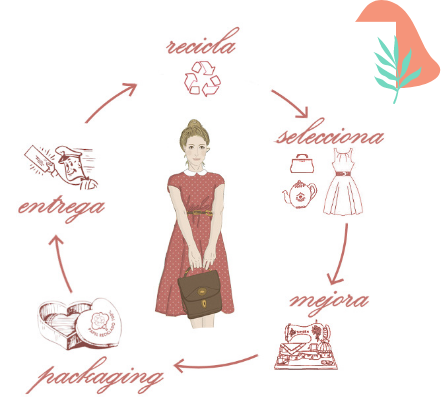 recicla
selecciona
mejora
packaging
entrega